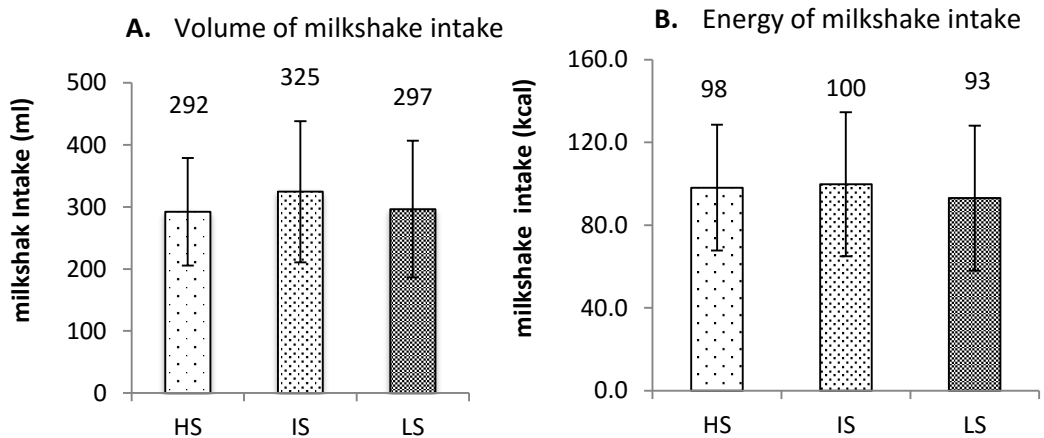 A. Volume of milkshake intake
milkshak Intake (ml)
500
400
300
200
100
0
292
325
297
HS
IS
LS
B. Energy of milkshake intake
milkshake intake (kcal)
160.0
120.0
80.0
40.0
0.0
98
100
93
HS
IS
LS